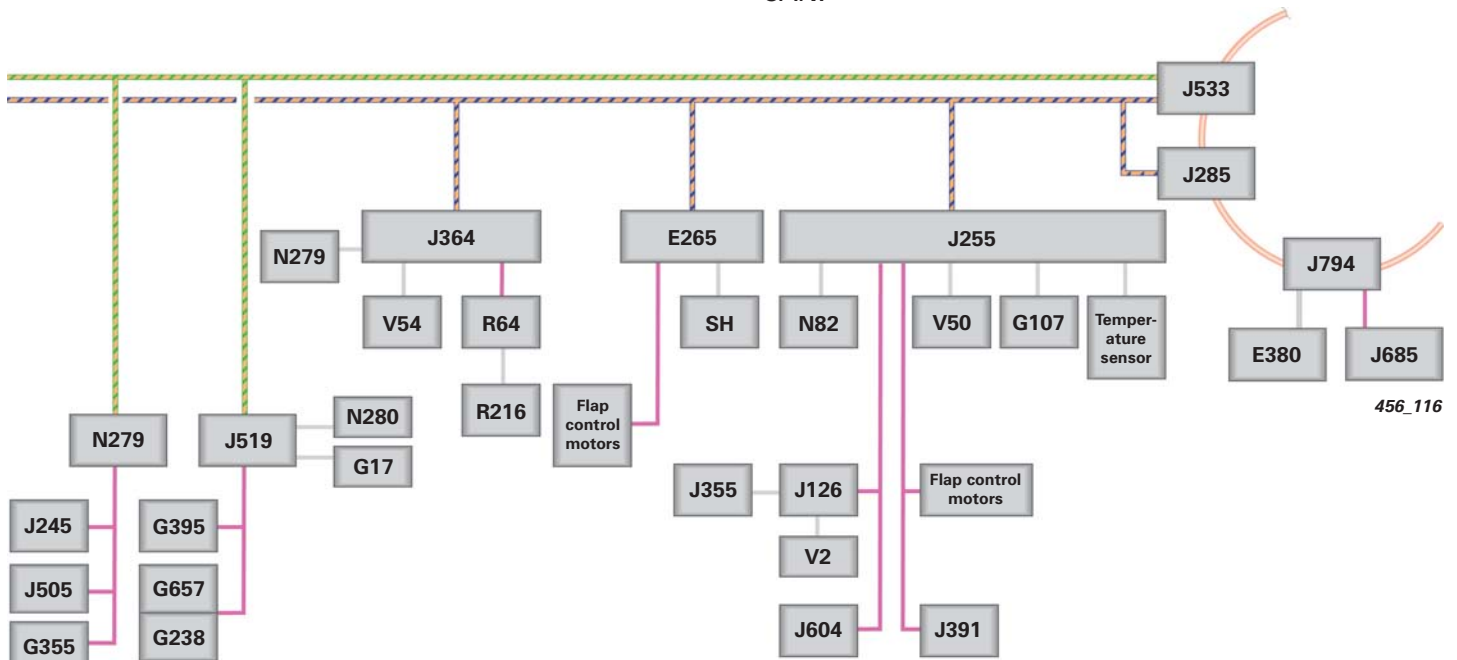 J533
J285
J364
E265
J255
N279
J794
V54
R64
SH
N82
V50
G107
Temper-
ature
sensor
E380
J685
R216
Flap
control
motors
456_116
N279
J519
N280
G17
J355
J126
Flap control
motors
J245
G395
V2
J505
G657
G355
G238
J604
J391